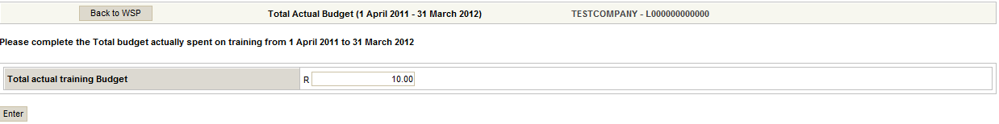 Back to WSP Total Actual Budget (1 April 2011 - 31 March 2012) TESTCOMPANY - L000000000000
Please complete the Total budget actually spent on training from 1 April 2011 to 31 March 2012
Total actual training Budget R 10.00
Enter